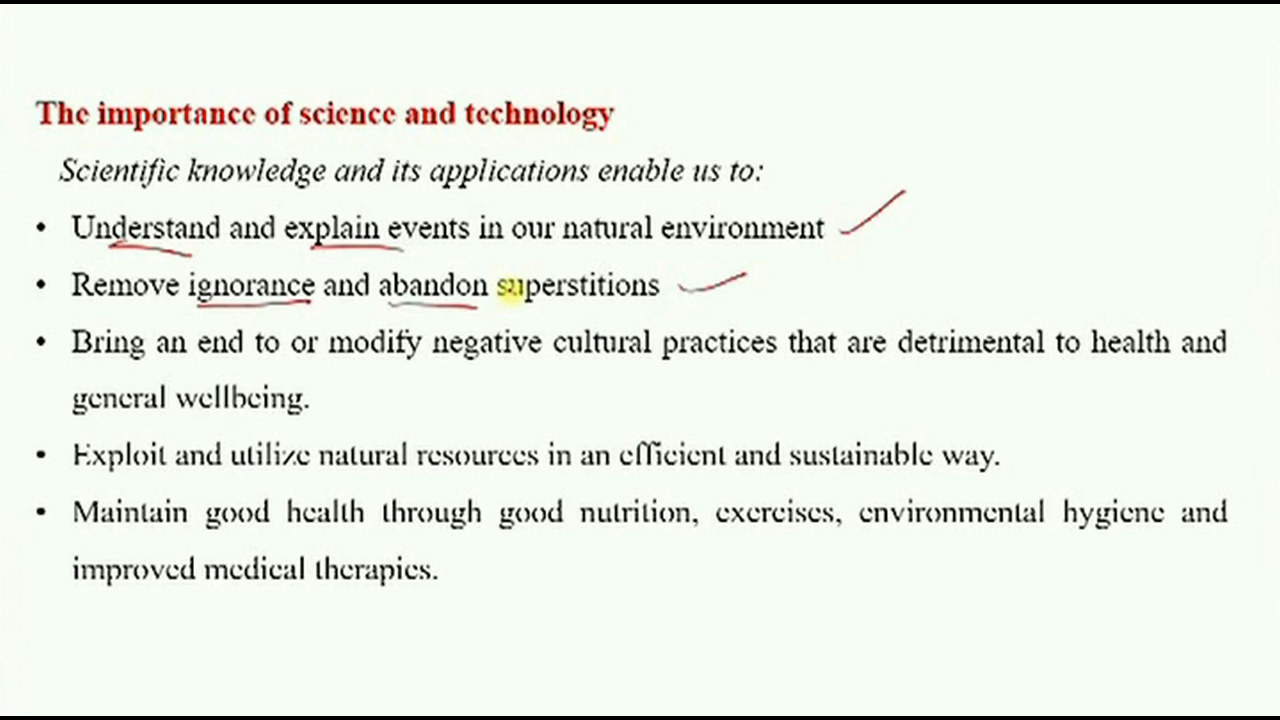 The importance of science and technology
Scientific knowledge and its applications enable us to:
• Understand and explain events in our natural environment
• Remove ignorance and abandon superstitions
• Bring an end to or modify negative cultural practices that are detrimental to health and
general wellbeing.
• Exploit and utilize natural resources in an efficient and sustainable way.
• Maintain good health through good nutrition, exercises, environmental hygiene and
improved medical therapies.